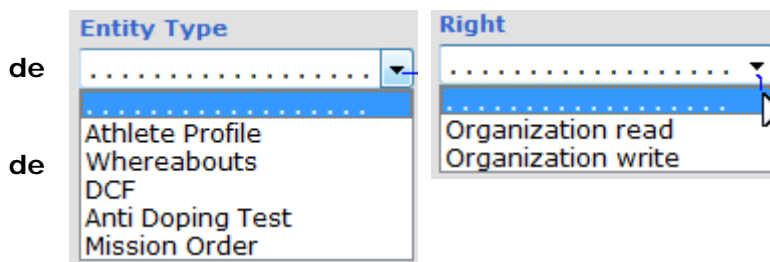 Entity Type
Right
de
. . . . . . . . . . . . . . . . . .
. . . . . . . . . . . . . . . . . .
. . . . . . . . . . . . . . . . . .
. . . . . . . . . . . . . . . . . .
Athlete Profile
Organization read
de
Whereabouts
Organization write
DCF
Anti Doping Test
Mission Order